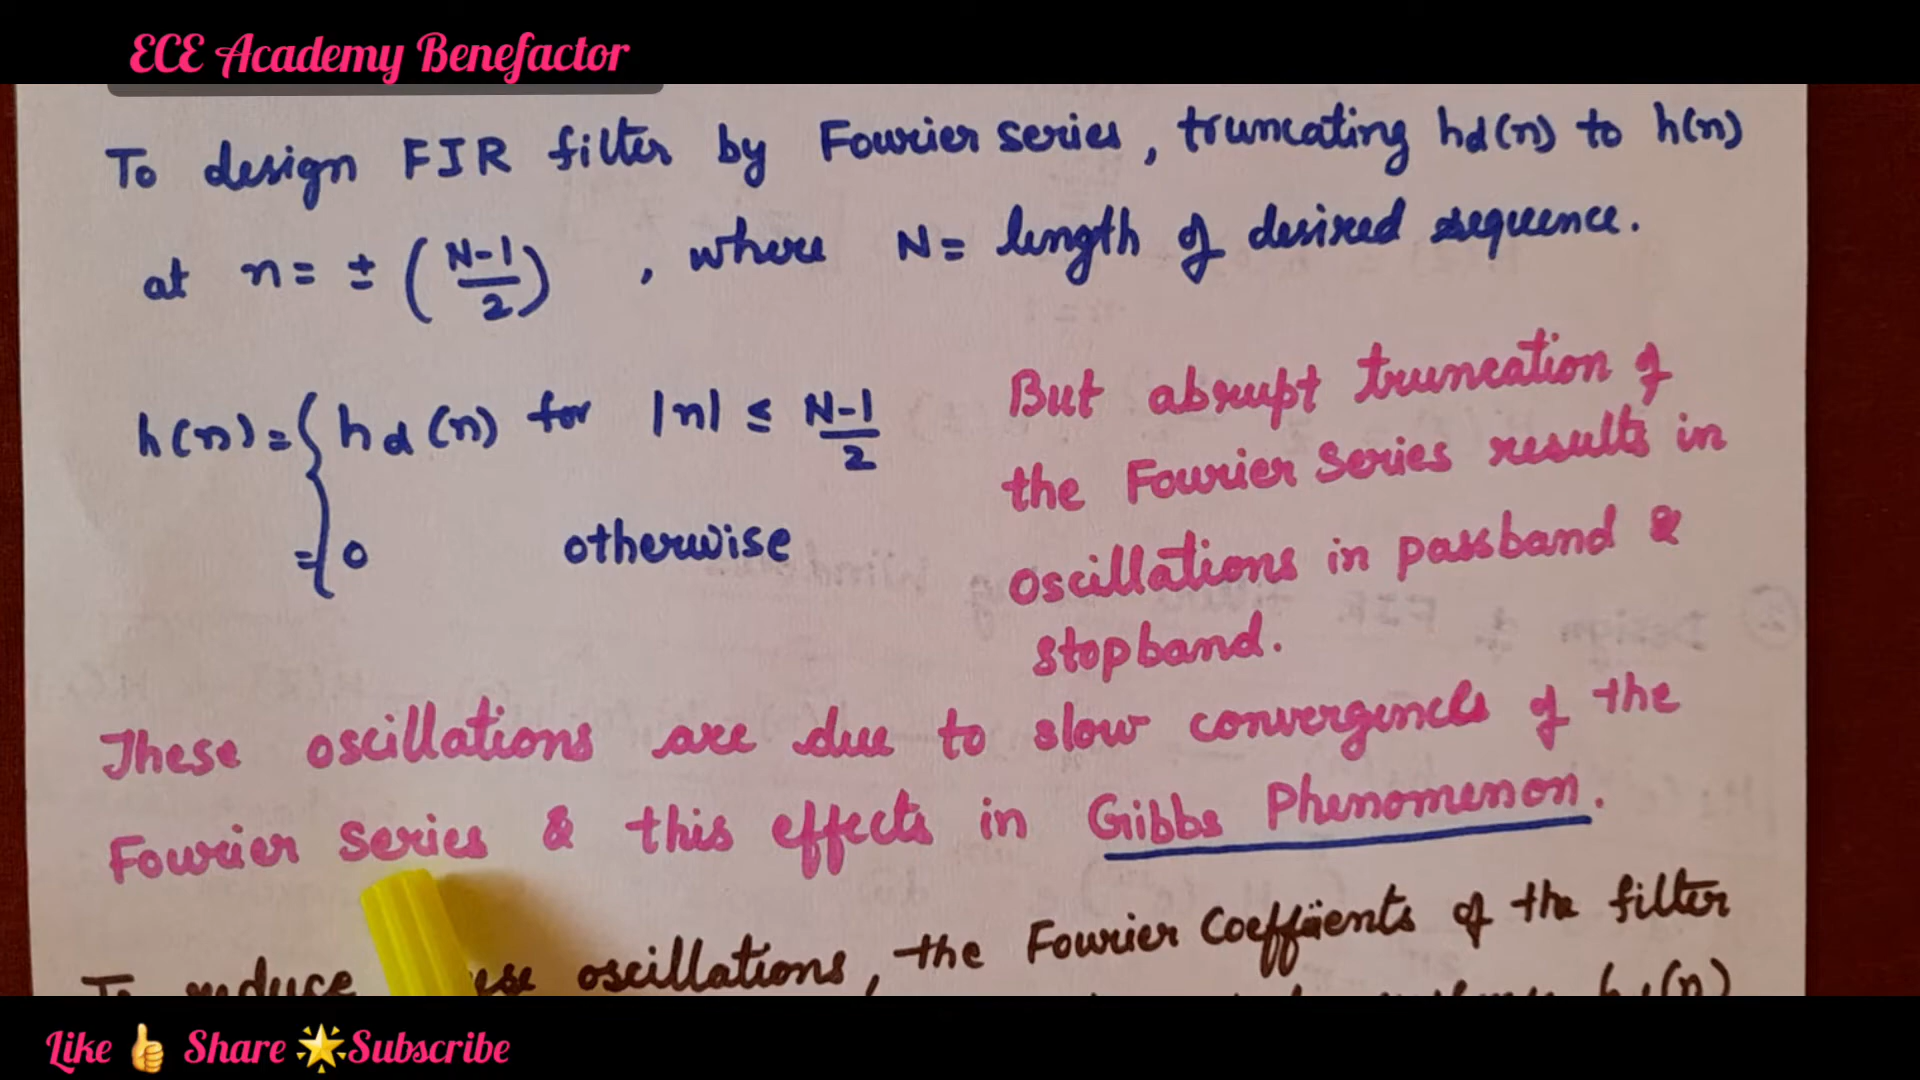 ECE Academy Benefactor
To design FIR filter by Fourier series, truncating hd(n) to h(n)
at n = ± (N-1/2) , where N = length of desired sequence.
h(n) = { hd(n) for |n| ≤ N-1/2
= 0 otherwise
But abrupt truncation of
the Fourier Series results in
oscillations in passband &
stopband.
These oscillations are due to slow convergence of the
Fourier Series & this effects in Gibbs Phenomenon.
To reduce oscillations, the Fourier Coefficients of the filter
hd(n)
Like 👍 Share 🌟Subscribe